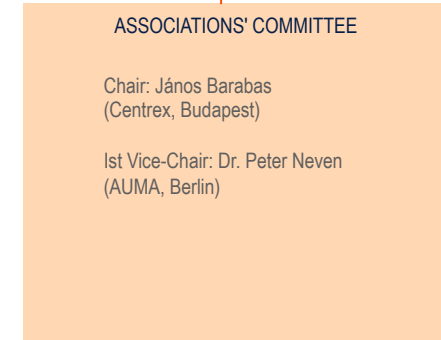 ASSOCIATIONS' COMMITTEE
Chair: János Barabas
(Centrex, Budapest)
Ist Vice-Chair: Dr. Peter Neven
(AUMA, Berlin)